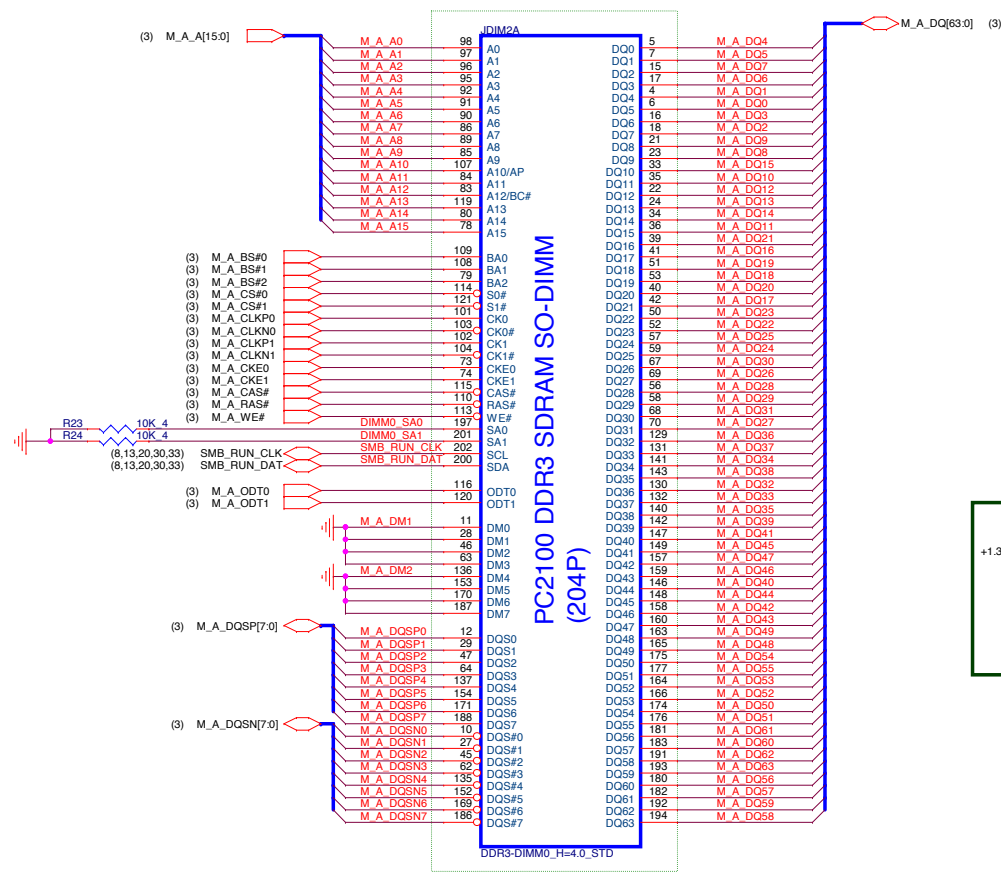 (3) M_A_A[15:0]
M_A_A0 98 A0
M_A_A1 97 A1
M_A_A2 96 A2
M_A_A3 95 A3
M_A_A4 92 A4
M_A_A5 91 A5
M_A_A6 90 A6
M_A_A7 86 A7
M_A_A8 89 A8
M_A_A9 85 A9
M_A_A10 107 A10/AP
M_A_A11 84 A11
M_A_A12 83 A12/BC#
M_A_A13 119 A13
M_A_A14 80 A14
M_A_A15 78 A15
(3) M_A_BS#0 109 BA0
(3) M_A_BS#1 108 BA1
(3) M_A_BS#2 79 BA2
(3) M_A_CS#0 114 S0#
(3) M_A_CS#1 121 S1#
(3) M_A_CLKP0 101 CK0
(3) M_A_CLKN0 103 CK0#
(3) M_A_CLKP1 102 CK1
(3) M_A_CLKN1 104 CK1#
(3) M_A_CKE0 73 CKE0
(3) M_A_CKE1 74 CKE1
(3) M_A_CAS# 115 CAS#
(3) M_A_RAS# 110 RAS#
(3) M_A_WE# 113 WE#
R23 10K_4 DIMM0_SA0 197 SA0
R24 10K_4 DIMM0_SA1 201 SA1
(8,13,20,30,33) SMB_RUN_CLK SMB_RUN_CLK 202 SCL
(8,13,20,30,33) SMB_RUN_DAT SMB_RUN_DAT 200 SDA
(3) M_A_ODT0 116 ODT0
(3) M_A_ODT1 120 ODT1
M_A_DM1 11 DM0
28 DM1
46 DM2
63 DM3
M_A_DM2 136 DM4
153 DM5
170 DM6
187 DM7
(3) M_A_DQSP[7:0]
M_A_DQSP0 12 DQS0
M_A_DQSP1 29 DQS1
M_A_DQSP2 47 DQS2
M_A_DQSP3 64 DQS3
M_A_DQSP4 137 DQS4
M_A_DQSP5 154 DQS5
M_A_DQSP6 171 DQS6
M_A_DQSP7 188 DQS7
(3) M_A_DQSN[7:0]
M_A_DQSN0 10 DQS#0
M_A_DQSN1 27 DQS#1
M_A_DQSN2 45 DQS#2
M_A_DQSN3 62 DQS#3
M_A_DQSN4 135 DQS#4
M_A_DQSN5 152 DQS#5
M_A_DQSN6 169 DQS#6
M_A_DQSN7 186 DQS#7
JDIM2A
PC2100 DDR3 SDRAM SO-DIMM
(204P)
DDR3-DIMM0_H=4.0_STD
DQ0 5 M_A_DQ4
DQ1 7 M_A_DQ5
DQ2 15 M_A_DQ7
DQ3 17 M_A_DQ6
DQ4 4 M_A_DQ1
DQ5 6 M_A_DQ0
DQ6 16 M_A_DQ3
DQ7 18 M_A_DQ2
DQ8 21 M_A_DQ9
DQ9 23 M_A_DQ8
DQ10 33 M_A_DQ15
DQ11 35 M_A_DQ10
DQ12 22 M_A_DQ12
DQ13 24 M_A_DQ13
DQ14 34 M_A_DQ14
DQ15 36 M_A_DQ11
DQ16 39 M_A_DQ21
DQ17 41 M_A_DQ16
DQ18 51 M_A_DQ19
DQ19 53 M_A_DQ18
DQ20 40 M_A_DQ20
DQ21 42 M_A_DQ17
DQ22 50 M_A_DQ23
DQ23 52 M_A_DQ22
DQ24 57 M_A_DQ25
DQ25 59 M_A_DQ24
DQ26 67 M_A_DQ30
DQ27 69 M_A_DQ26
DQ28 56 M_A_DQ28
DQ29 58 M_A_DQ29
DQ30 68 M_A_DQ31
DQ31 70 M_A_DQ27
DQ32 129 M_A_DQ36
DQ33 131 M_A_DQ37
DQ34 141 M_A_DQ34
DQ35 143 M_A_DQ38
DQ36 130 M_A_DQ32
DQ37 132 M_A_DQ33
DQ38 140 M_A_DQ35
DQ39 142 M_A_DQ39
DQ40 147 M_A_DQ41
DQ41 149 M_A_DQ45
DQ42 157 M_A_DQ47
DQ43 159 M_A_DQ46
DQ44 146 M_A_DQ40
DQ45 148 M_A_DQ44
DQ46 158 M_A_DQ42
DQ47 160 M_A_DQ43
DQ48 163 M_A_DQ49
DQ49 165 M_A_DQ48
DQ50 175 M_A_DQ54
DQ51 177 M_A_DQ55
DQ52 164 M_A_DQ53
DQ53 166 M_A_DQ52
DQ54 174 M_A_DQ50
DQ55 176 M_A_DQ51
DQ56 181 M_A_DQ61
DQ57 183 M_A_DQ60
DQ58 191 M_A_DQ62
DQ59 193 M_A_DQ63
DQ60 180 M_A_DQ56
DQ61 182 M_A_DQ57
DQ62 192 M_A_DQ59
DQ63 194 M_A_DQ58
M_A_DQ[63:0] (3)
+1.3